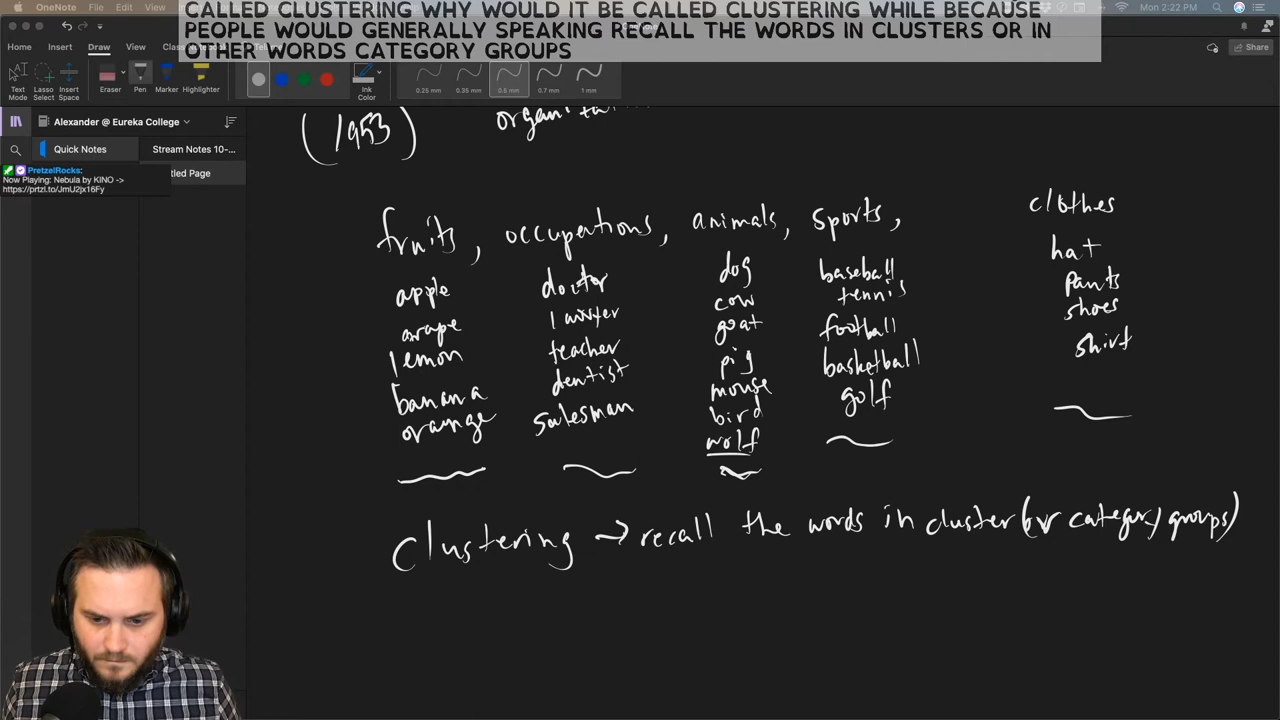 OneNote File Edit View
Mon 2:22 PM
CALLED CLUSTERING WHY WOULD IT BE CALLED CLUSTERING WHILE BECAUSE
PEOPLE WOULD GENERALLY SPEAKING RECALL THE WORDS IN CLUSTERS OR IN
OTHER WORDS CATEGORY GROUPS
Home Insert Draw
Share
Text Mode
Lasso Select
Insert Space
Eraser
Pen
Marker
Highlighter
0.25 mm
0.35 mm
0.5 mm
0.7 mm
1 mm
Ink Color
Alexander @ Eureka College
Quick Notes
Stream Notes 10-...
tled Page
PretzelRocks:
Now Playing: Nebula by KINO ->
https://prtzl.to/JmU2jx16Fy
(1953)
fruits, occupations, animals, sports, clothes
apple doctor dog baseball hat
grape lawyer cow tennis pants
lemon teacher goat football shoes
banana dentist pig basketball shirt
orange salesman mouse golf
bird
wolf
clustering → recall the words in cluster (or category groups)